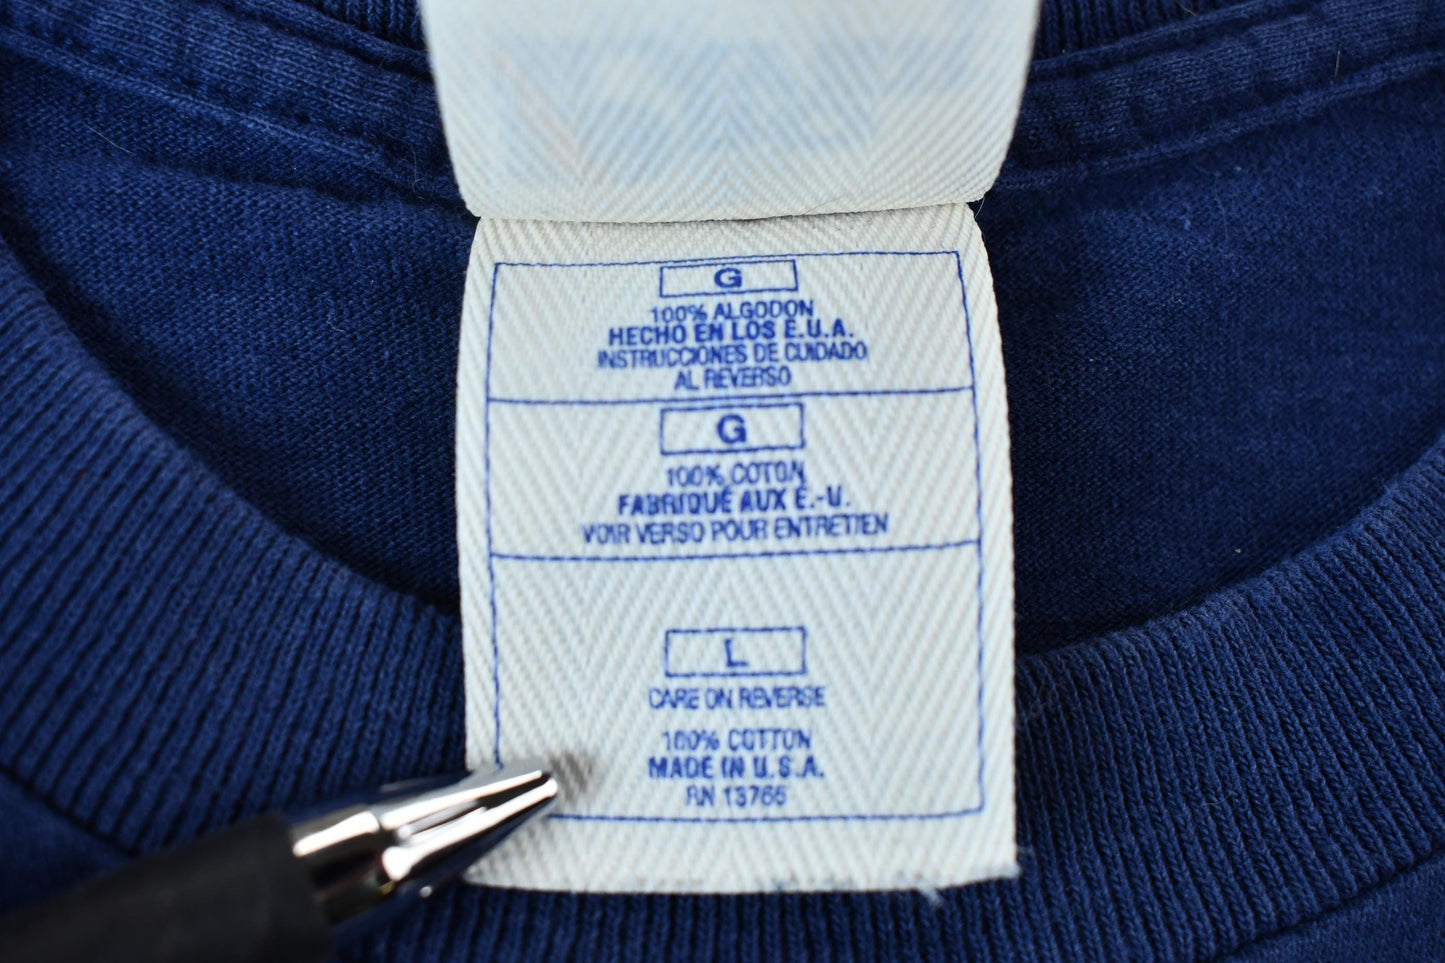 G
100% ALGODON
HECHO EN LOS E.U.A.
INSTRUCCIONES DE CUIDADO
AL REVERSO
G
100% COTON
FABRIQUÉ AUX É.-U.
VOIR VERSO POUR ENTRETIEN
L
CARE ON REVERSE
100% COTTON
MADE IN U.S.A.
RN 13765